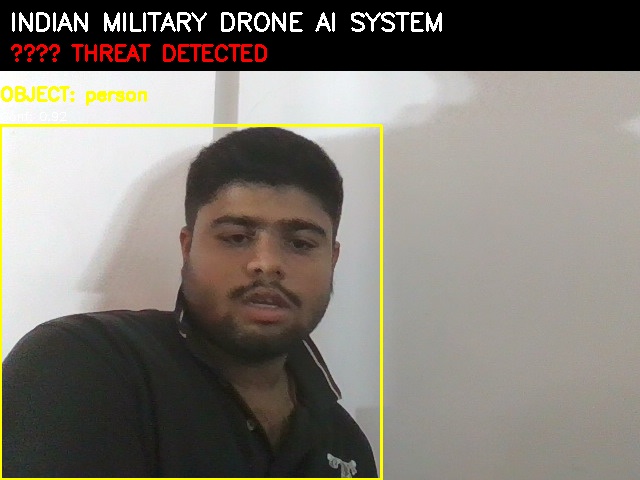 INDIAN MILITARY DRONE AI SYSTEM
???? THREAT DETECTED
OBJECT: person